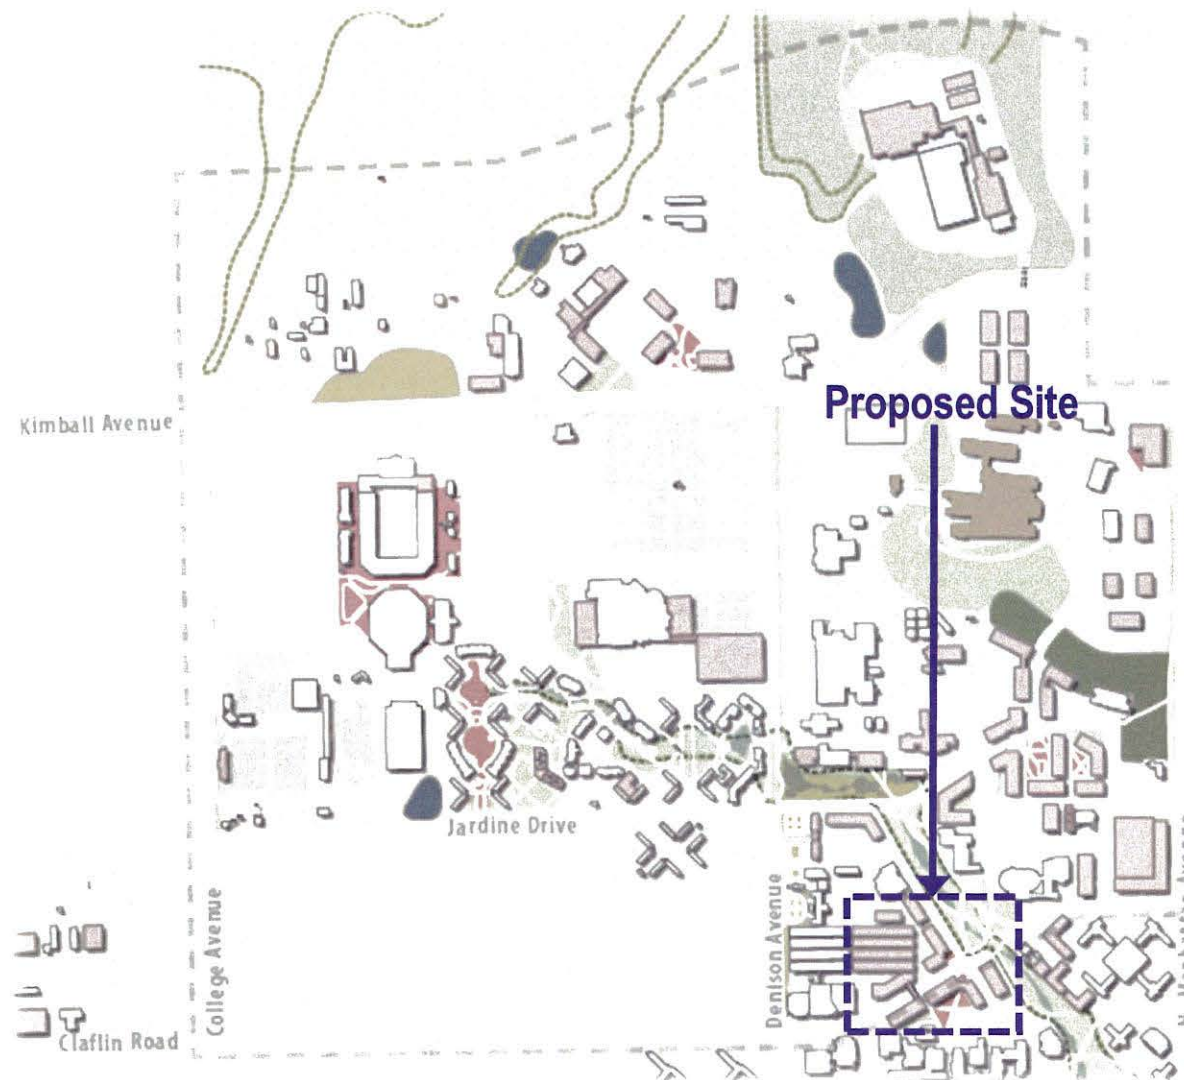 Proposed Site
Kimball Avenue
Jardine Drive
Denison Avenue
College Avenue
Claflin Road